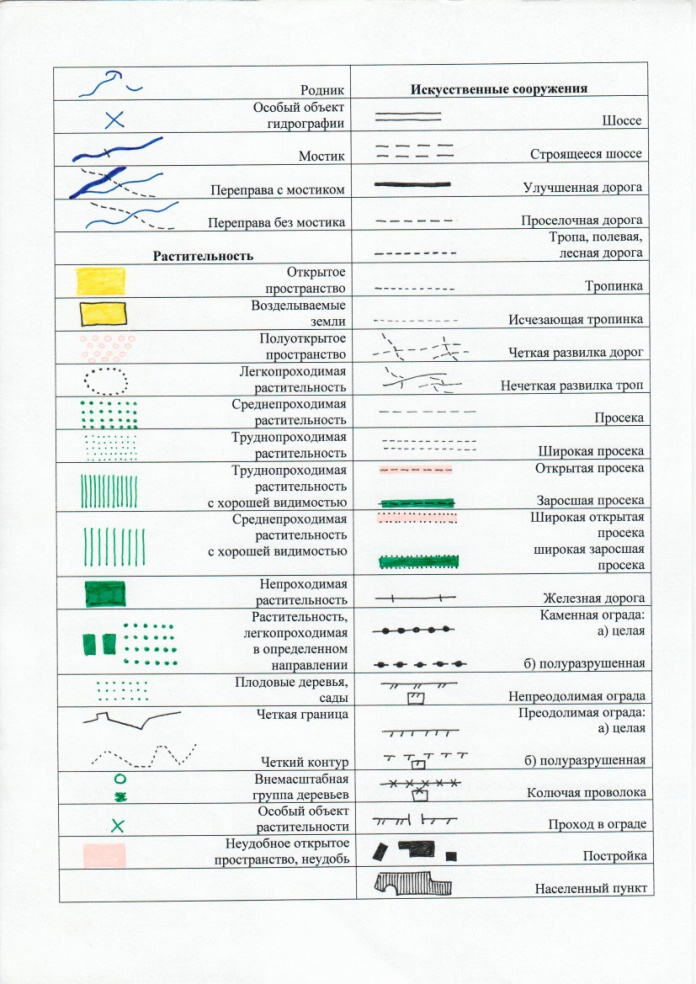 Родник
Особый объект
гидрографии
Мостик
Переправа с мостиком
Переправа без мостика
Растительность
Открытое
пространство
Возделываемые
земли
Полуоткрытое
пространство
Легкопроходимая
растительность
Среднепроходимая
растительность
Труднопроходимая
растительность
Труднопроходимая
растительность
с хорошей видимостью
Среднепроходимая
растительность
с хорошей видимостью
Непроходимая
растительность
Растительность,
легкопроходимая
в определенном
направлении
Плодовые деревья,
сады
Четкая граница
Четкий контур
Внемасштабная
группа деревьев
Особый объект
растительности
Неудобное открытое
пространство, неудобь
Искусственные сооружения
Шоссе
Строящееся шоссе
Улучшенная дорога
Проселочная дорога
Тропа, полевая,
лесная дорога
Тропинка
Исчезающая тропинка
Четкая развилка дорог
Нечеткая развилка троп
Просека
Широкая просека
Открытая просека
Заросшая просека
Широкая открытая
просека
широкая заросшая
просека
Железная дорога
Каменная ограда:
а) целая
б) полуразрушенная
Непреодолимая ограда
Преодолимая ограда:
а) целая
б) полуразрушенная
Колючая проволока
Проход в ограде
Постройка
Населенный пункт